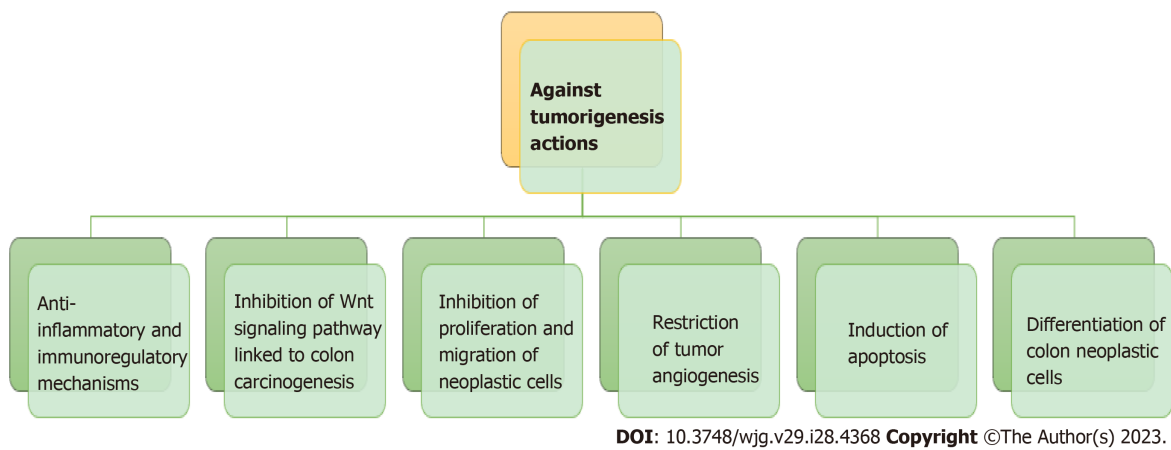 Against
tumorigenesis
actions
Anti-
inflammatory and
immunoregulatory
mechanisms
Inhibition of Wnt
signaling pathway
linked to colon
carcinogenesis
Inhibition of
proliferation and
migration of
neoplastic cells
Restriction
of tumor
angiogenesis
Induction of
apoptosis
Differentiation of
colon neoplastic
cells
DOI: 10.3748/wjg.v29.i28.4368 Copyright ©The Author(s) 2023.